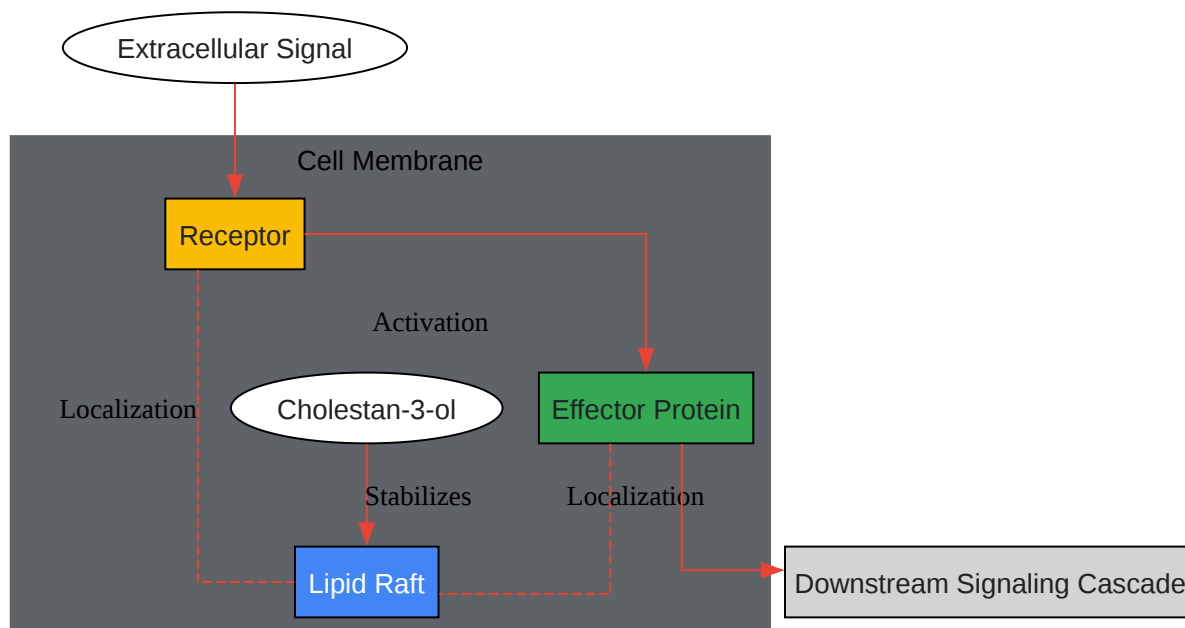 Extracellular Signal
Cell Membrane
Receptor
Activation
Localization
Cholestan-3-ol
Effector Protein
Stabilizes
Localization
Lipid Raft
Downstream Signaling Cascade